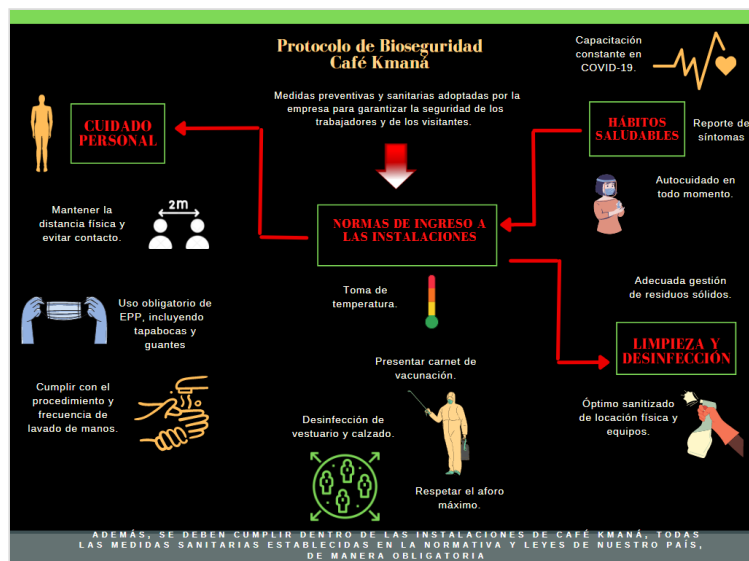 Protocolo de Bioseguridad
Café Kmaná
Medidas preventivas y sanitarias adoptadas por la
empresa para garantizar la seguridad de los
trabajadores y de los visitantes.
Capacitación
constante en
COVID-19.
HÁBITOS
SALUDABLES
Reporte de
síntomas
Autocuidado en
todo momento.
CUIDADO
PERSONAL
Mantener la
distancia física y
evitar contacto.
2m
Uso obligatorio de
EPP, incluyendo
tapabocas y
guantes
Cumplir con el
procedimiento y
frecuencia de
lavado de manos.
NORMAS DE INGRESO A
LAS INSTALACIONES
Toma de
temperatura.
Presentar carnet de
vacunación.
Desinfección de
vestuario y calzado.
Respetar el aforo
máximo.
Adecuada gestión
de residuos sólidos.
LIMPIEZA Y
DESINFECCIÓN
Óptimo sanitizado
de locación física y
equipos.
ADEMÁS, SE DEBEN CUMPLIR DENTRO DE LAS INSTALACIONES DE CAFÉ KMANÁ, TODAS
LAS MEDIDAS SANITARIAS ESTABLECIDAS EN LA NORMATIVA Y LEYES DE NUESTRO PAÍS,
DE MANERA OBLIGATORIA